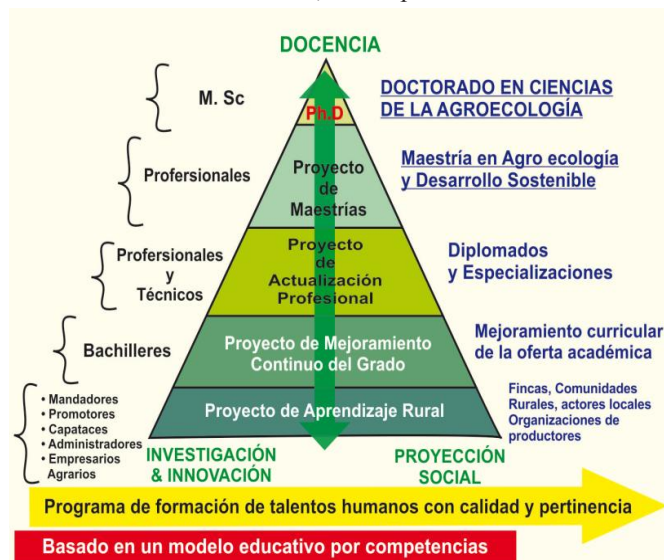 DOCENCIA
M. Sc
Ph.D
DOCTORADO EN CIENCIAS
DE LA AGROECOLOGÍA
Profersionales
Proyecto
de
Maestrías
Maestría en Agro ecología
y Desarrollo Sostenible
Profersionales
y
Técnicos
Proyecto
de
Actualización
Profesional
Diplomados
y Especializaciones
Bachilleres
Proyecto de Mejoramiento
Continuo del Grado
Mejoramiento curricular
de la oferta académica
• Mandadores
• Promotores
• Capataces
• Administradores
• Empresarios
Agrarios
Proyecto de Aprendizaje Rural
Fincas, Comunidades
Rurales, actores locales
Organizaciones de
productores
INVESTIGACIÓN
& INNOVACIÓN
PROYECCIÓN
SOCIAL
Programa de formación de talentos humanos con calidad y pertinencia
Basado en un modelo educativo por competencias